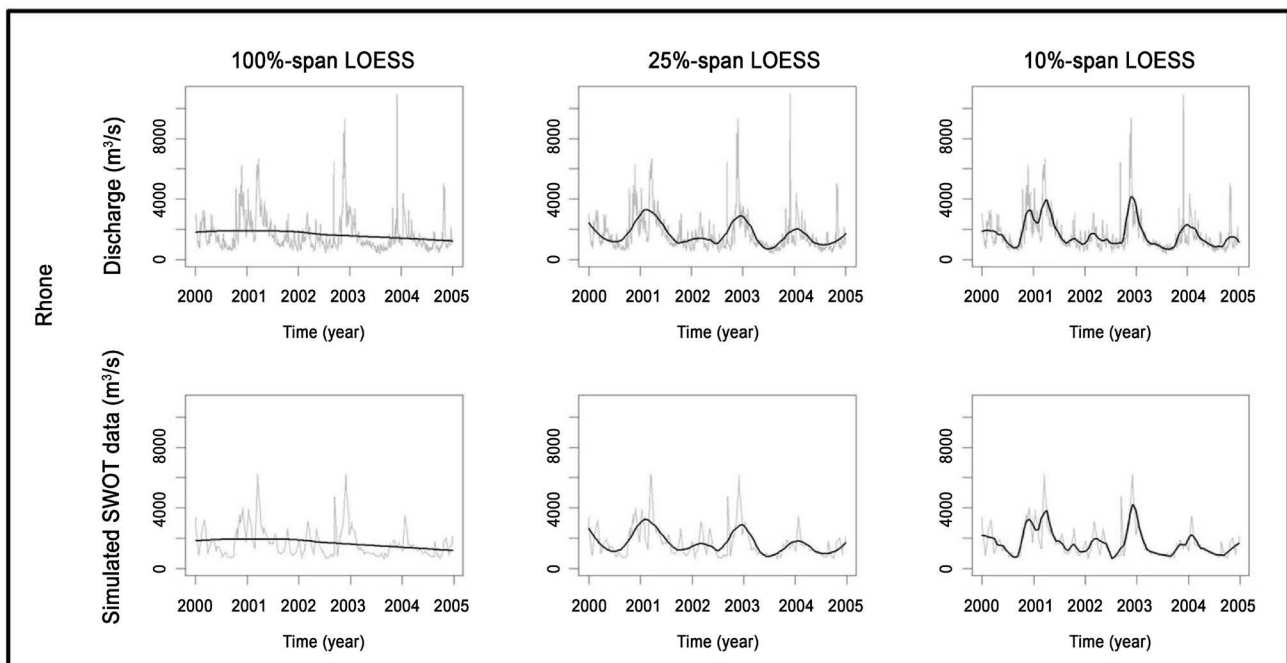 100%-span LOESS
25%-span LOESS
10%-span LOESS
Rhone
Discharge (m³/s)
0 4000 8000
2000 2001 2002 2003 2004 2005
Time (year)
0 4000 8000
2000 2001 2002 2003 2004 2005
Time (year)
0 4000 8000
2000 2001 2002 2003 2004 2005
Time (year)
Simulated SWOT data (m³/s)
0 4000 8000
2000 2001 2002 2003 2004 2005
Time (year)
0 4000 8000
2000 2001 2002 2003 2004 2005
Time (year)
0 4000 8000
2000 2001 2002 2003 2004 2005
Time (year)